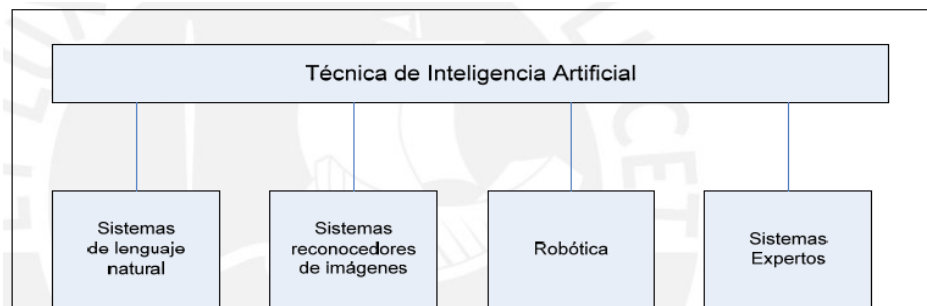 Técnica de Inteligencia Artificial
Sistemas
de lenguaje
natural
Sistemas
reconocedores
de imágenes
Robótica
Sistemas
Expertos